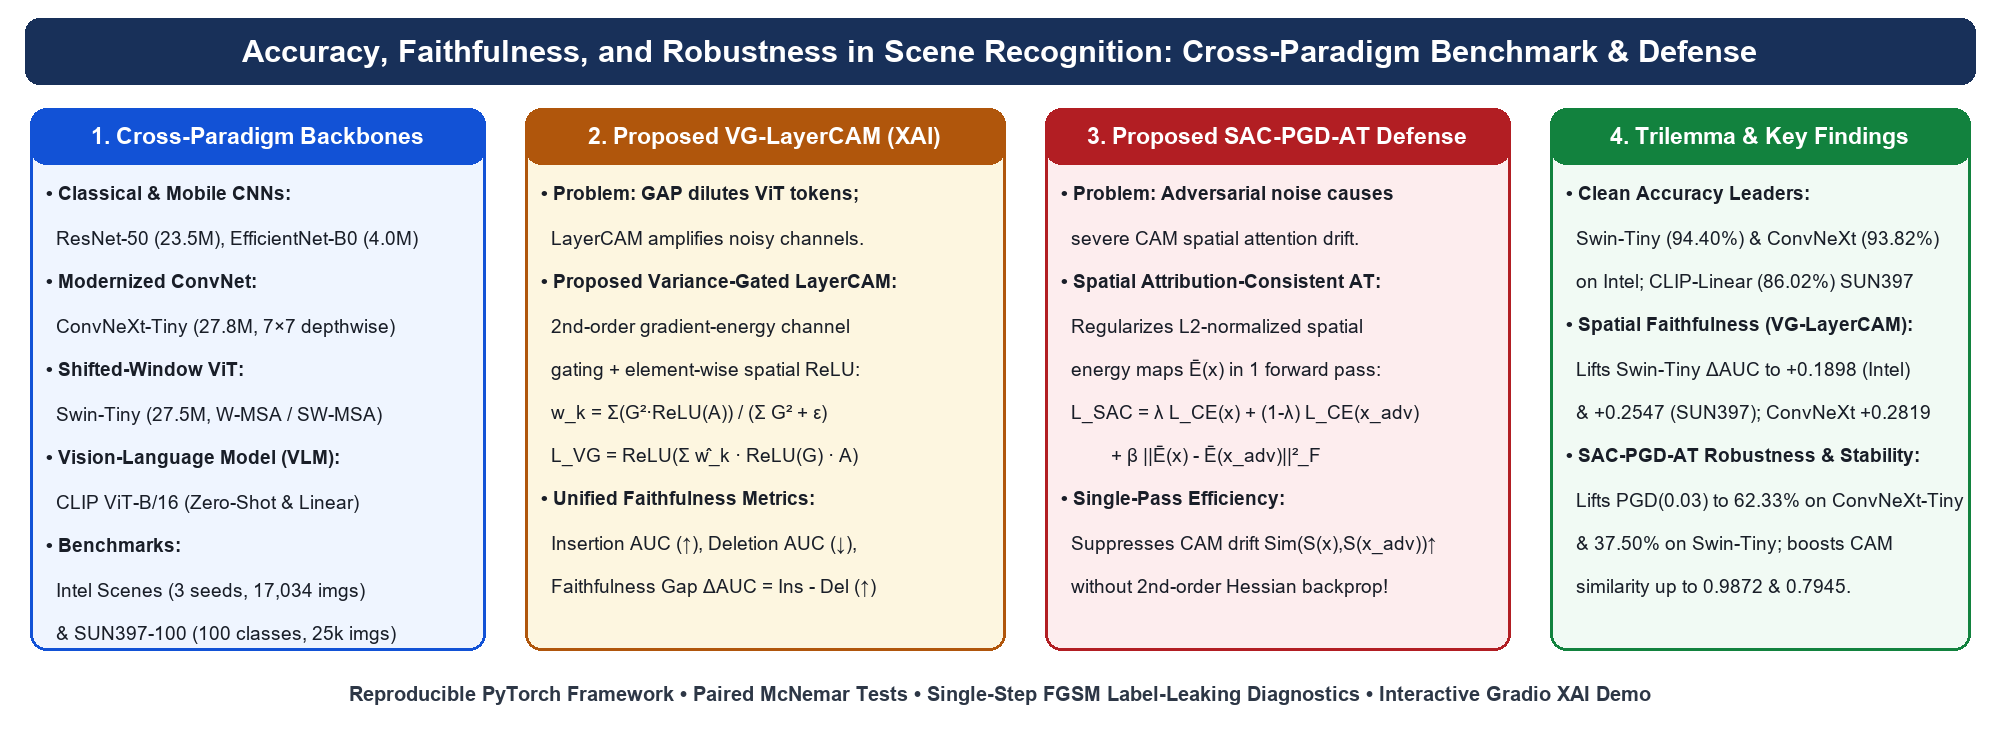 Accuracy, Faithfulness, and Robustness in Scene Recognition: Cross-Paradigm Benchmark & Defense
1. Cross-Paradigm Backbones
• Classical & Mobile CNNs:
ResNet-50 (23.5M), EfficientNet-B0 (4.0M)
• Modernized ConvNet:
ConvNeXt-Tiny (27.8M, 7×7 depthwise)
• Shifted-Window ViT:
Swin-Tiny (27.5M, W-MSA / SW-MSA)
• Vision-Language Model (VLM):
CLIP ViT-B/16 (Zero-Shot & Linear)
• Benchmarks:
Intel Scenes (3 seeds, 17,034 imgs)
& SUN397-100 (100 classes, 25k imgs)
2. Proposed VG-LayerCAM (XAI)
• Problem: GAP dilutes ViT tokens;
LayerCAM amplifies noisy channels.
• Proposed Variance-Gated LayerCAM:
2nd-order gradient-energy channel
gating + element-wise spatial ReLU:
w_k = Σ(G²·ReLU(A)) / (Σ G² + ε)
L_VG = ReLU(Σ ŵ_k · ReLU(G) · A)
• Unified Faithfulness Metrics:
Insertion AUC (↑), Deletion AUC (↓),
Faithfulness Gap ΔAUC = Ins - Del (↑)
3. Proposed SAC-PGD-AT Defense
• Problem: Adversarial noise causes
severe CAM spatial attention drift.
• Spatial Attribution-Consistent AT:
Regularizes L2-normalized spatial
energy maps Ē(x) in 1 forward pass:
L_SAC = λ L_CE(x) + (1-λ) L_CE(x_adv)
+ β ||Ē(x) - Ē(x_adv)||²_F
• Single-Pass Efficiency:
Suppresses CAM drift Sim(S(x),S(x_adv))↑
without 2nd-order Hessian backprop!
4. Trilemma & Key Findings
• Clean Accuracy Leaders:
Swin-Tiny (94.40%) & ConvNeXt (93.82%)
on Intel; CLIP-Linear (86.02%) SUN397
• Spatial Faithfulness (VG-LayerCAM):
Lifts Swin-Tiny ΔAUC to +0.1898 (Intel)
& +0.2547 (SUN397); ConvNeXt +0.2819
• SAC-PGD-AT Robustness & Stability:
Lifts PGD(0.03) to 62.33% on ConvNeXt-Tiny
& 37.50% on Swin-Tiny; boosts CAM
similarity up to 0.9872 & 0.7945.
Reproducible PyTorch Framework • Paired McNemar Tests • Single-Step FGSM Label-Leaking Diagnostics • Interactive Gradio XAI Demo